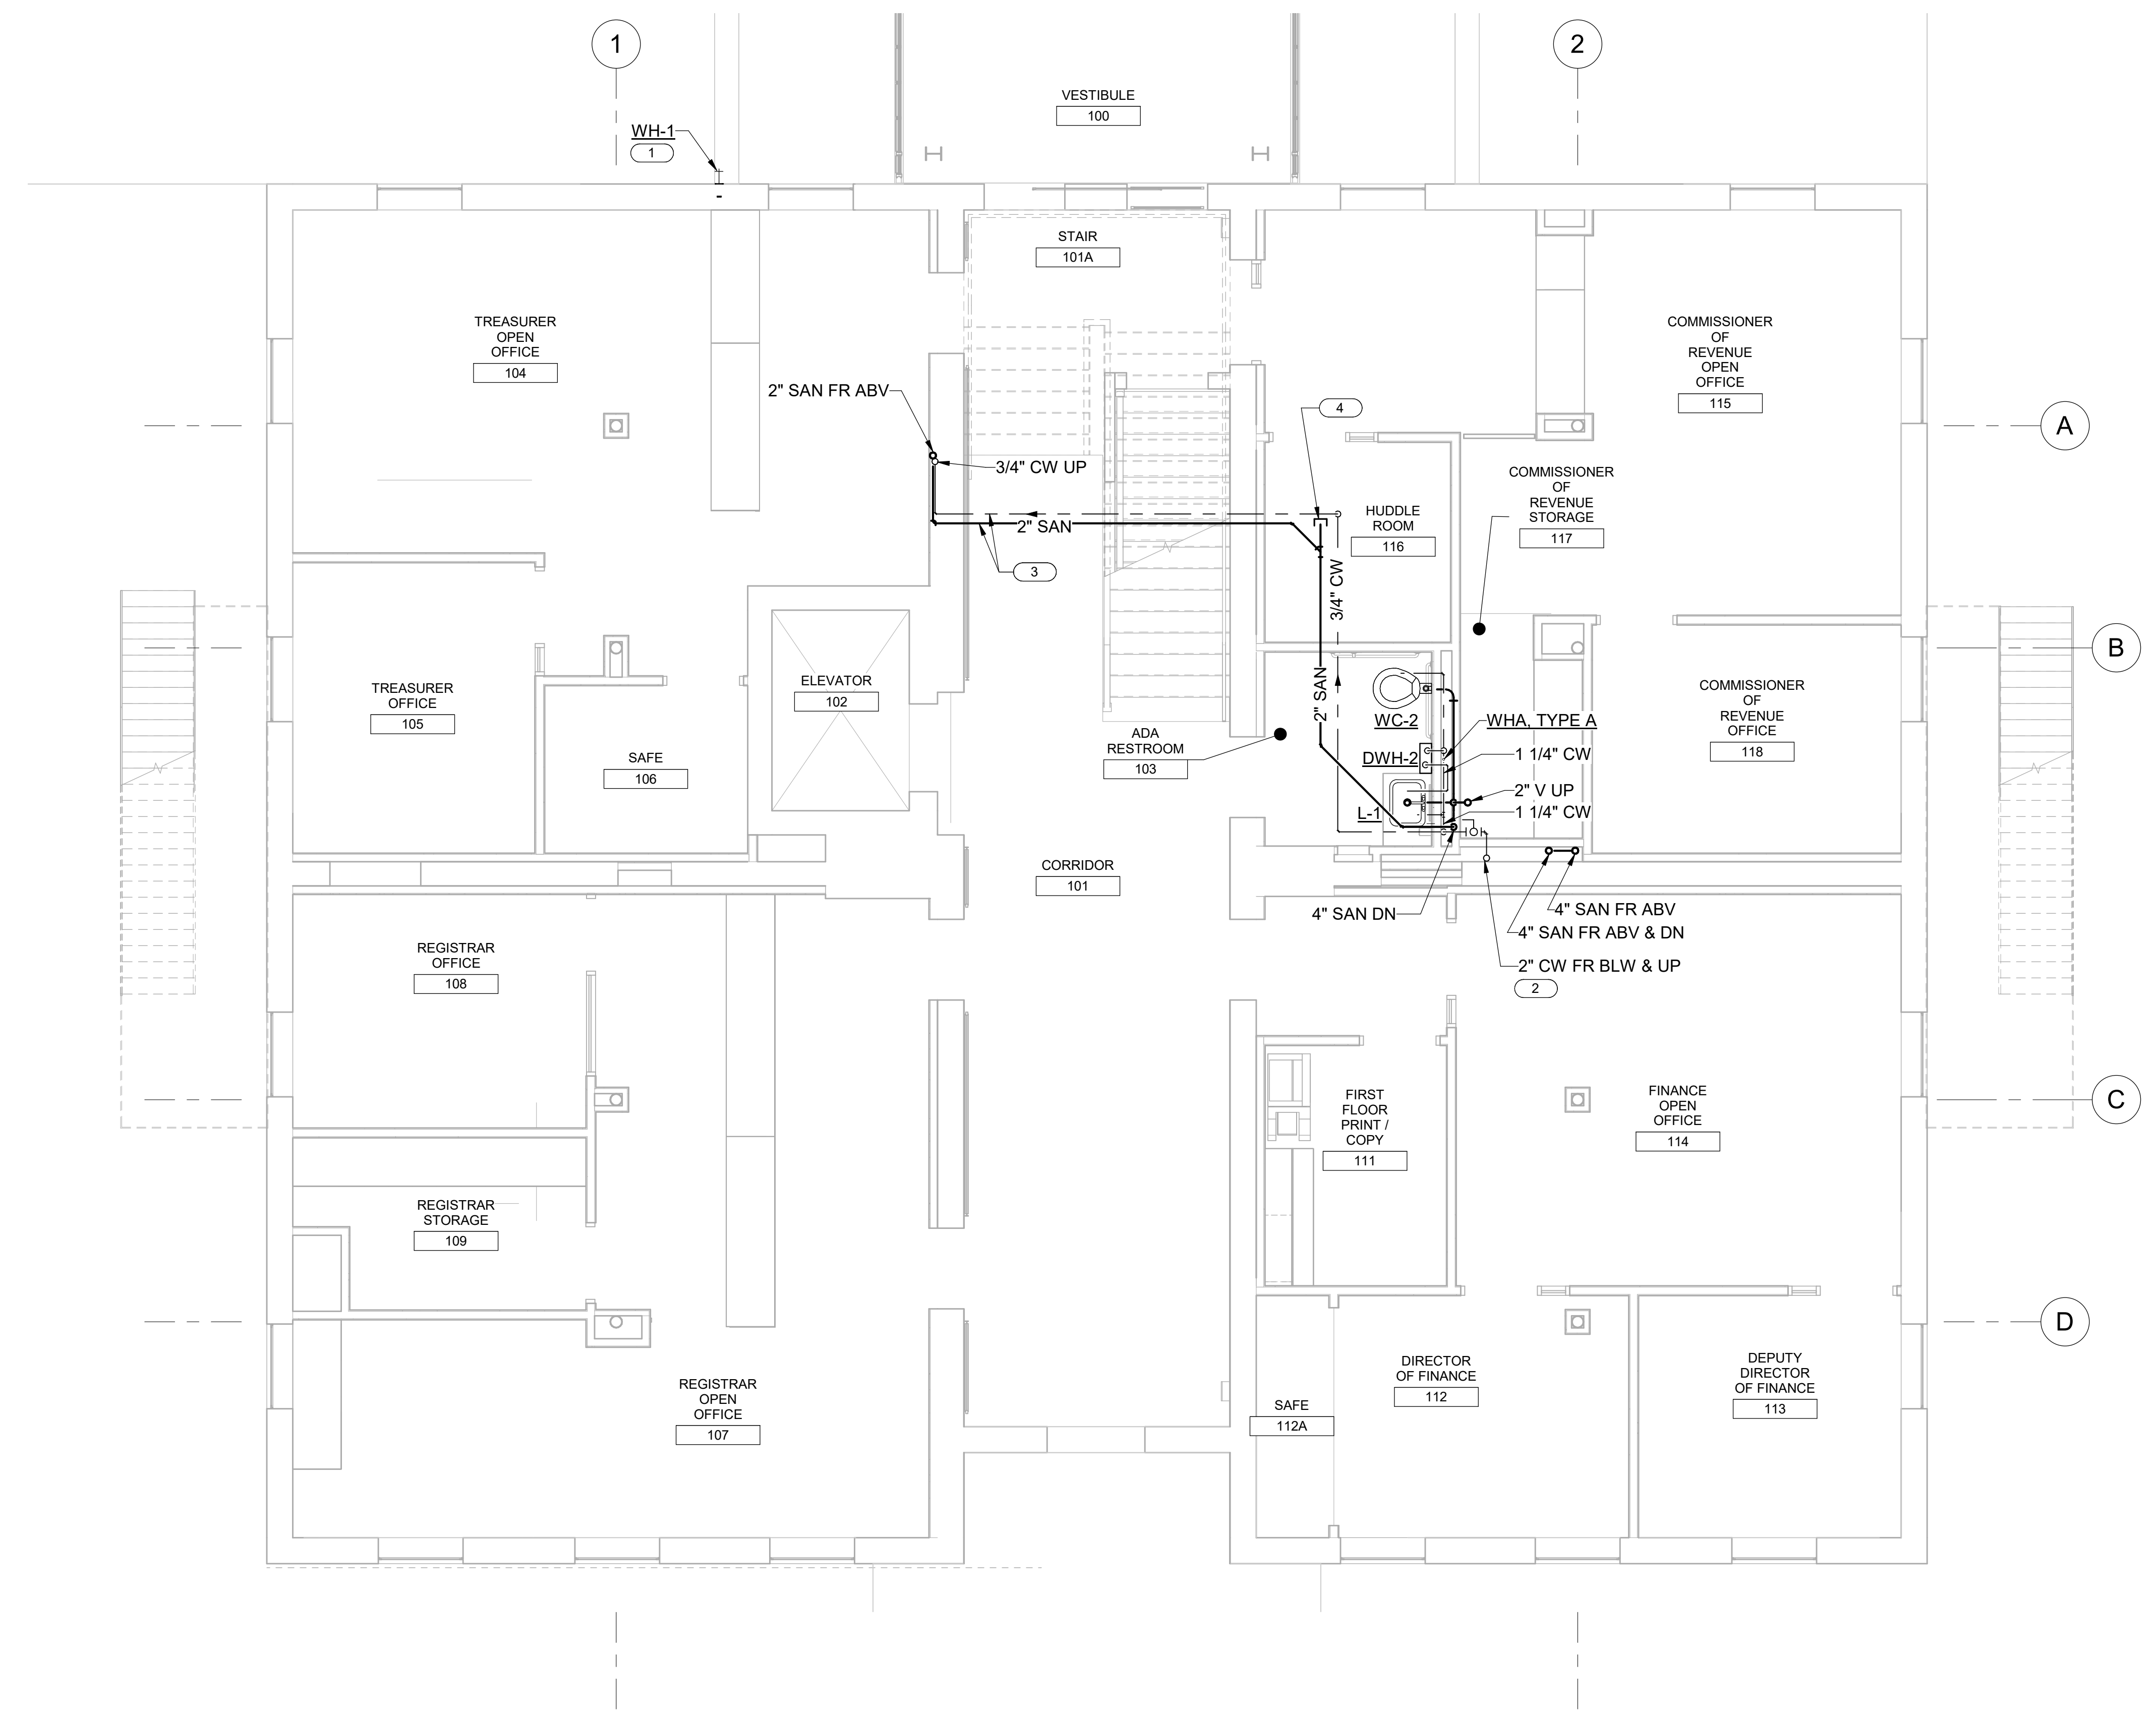 1
2
VESTIBULE
100
WH-1
1
STAIR
101A
TREASURER
OPEN
OFFICE
104
COMMISSIONER
OF
REVENUE
OPEN
OFFICE
115
2" SAN FR ABV
4
A
3/4" CW UP
COMMISSIONER
OF
REVENUE
STORAGE
117
2" SAN
HUDDLE
ROOM
116
3
3/4" CW
B
TREASURER
OFFICE
105
ELEVATOR
102
2" SAN
COMMISSIONER
OF
REVENUE
OFFICE
118
WC-2
WHA, TYPE A
ADA
RESTROOM
103
SAFE
106
DWH-2
1 1/4" CW
2" V UP
L-1
1 1/4" CW
CORRIDOR
101
4" SAN DN
4" SAN FR ABV
4" SAN FR ABV & DN
REGISTRAR
OFFICE
108
2" CW FR BLW & UP
2
FIRST
FLOOR
PRINT /
COPY
111
FINANCE
OPEN
OFFICE
114
C
REGISTRAR
STORAGE
109
D
REGISTRAR
OPEN
OFFICE
107
SAFE
112A
DIRECTOR
OF FINANCE
112
DEPUTY
DIRECTOR
OF FINANCE
113